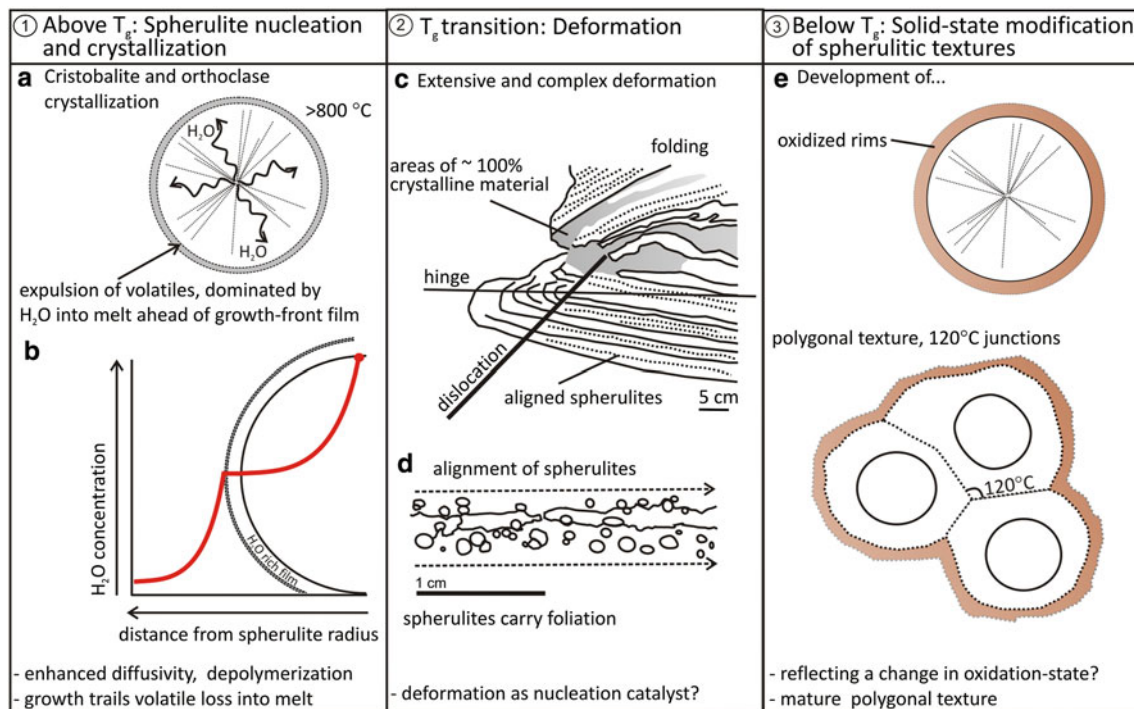 ① Above Tg: Spherulite nucleation
and crystallization
a Cristobalite and orthoclase
crystallization
>800 °C
H2O
H2O
expulsion of volatiles, dominated by
H2O into melt ahead of growth-front film
b
H2O concentration
H2O rich film
distance from spherulite radius
- enhanced diffusivity, depolymerization
- growth trails volatile loss into melt
② Tg transition: Deformation
c Extensive and complex deformation
folding
areas of ~ 100%
crystalline material
hinge
dislocation
aligned spherulites
5 cm
d
alignment of spherulites
1 cm
spherulites carry foliation
- deformation as nucleation catalyst?
③ Below Tg: Solid-state modification
of spherulitic textures
e Development of...
oxidized rims
polygonal texture, 120°C junctions
120°C
- reflecting a change in oxidation-state?
- mature polygonal texture